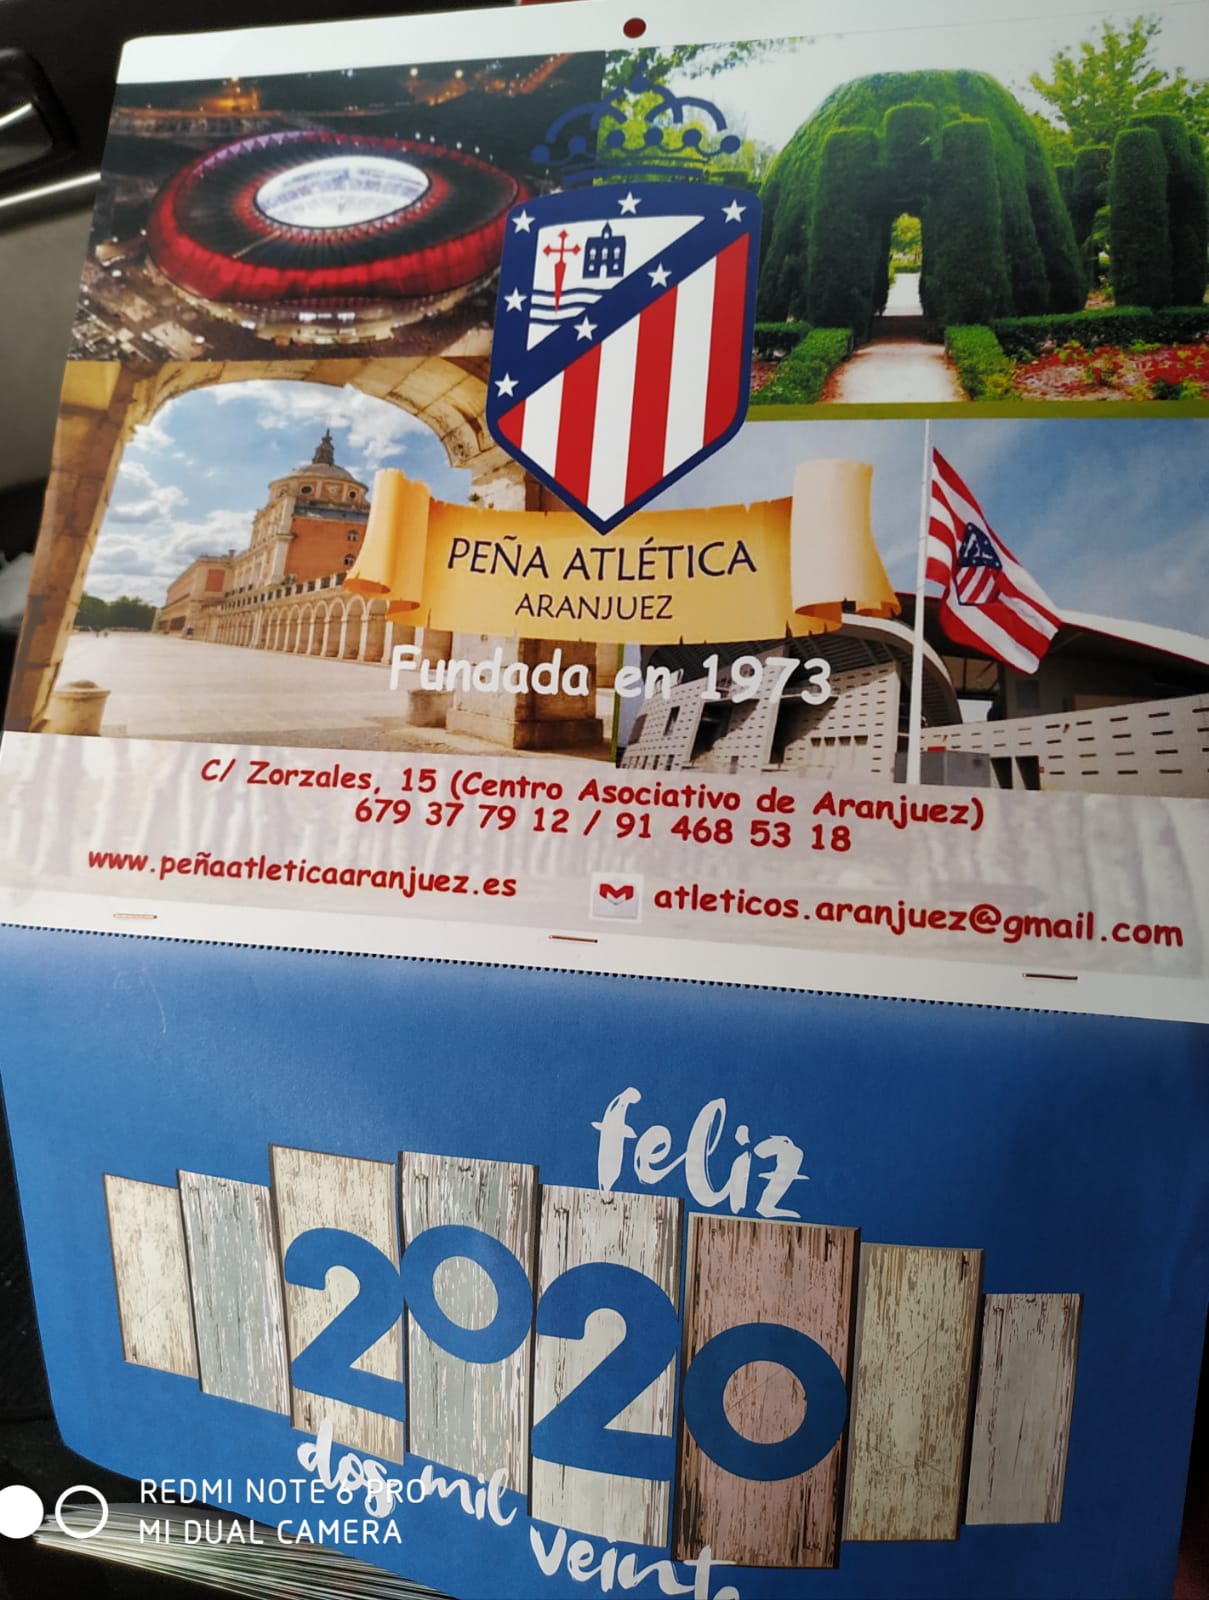 PEÑA ATLÉTICA
ARANJUEZ
Fundada en 1973
C/ Zorzales, 15 (Centro Asociativo de Aranjuez)
679 37 79 12 / 91 468 53 18
www.peñaatleticaaranjuez.es
atleticos.aranjuez@gmail.com
feliz
2020
dos mil
veinte
REDMI NOTE 6 PRO
MI DUAL CAMERA